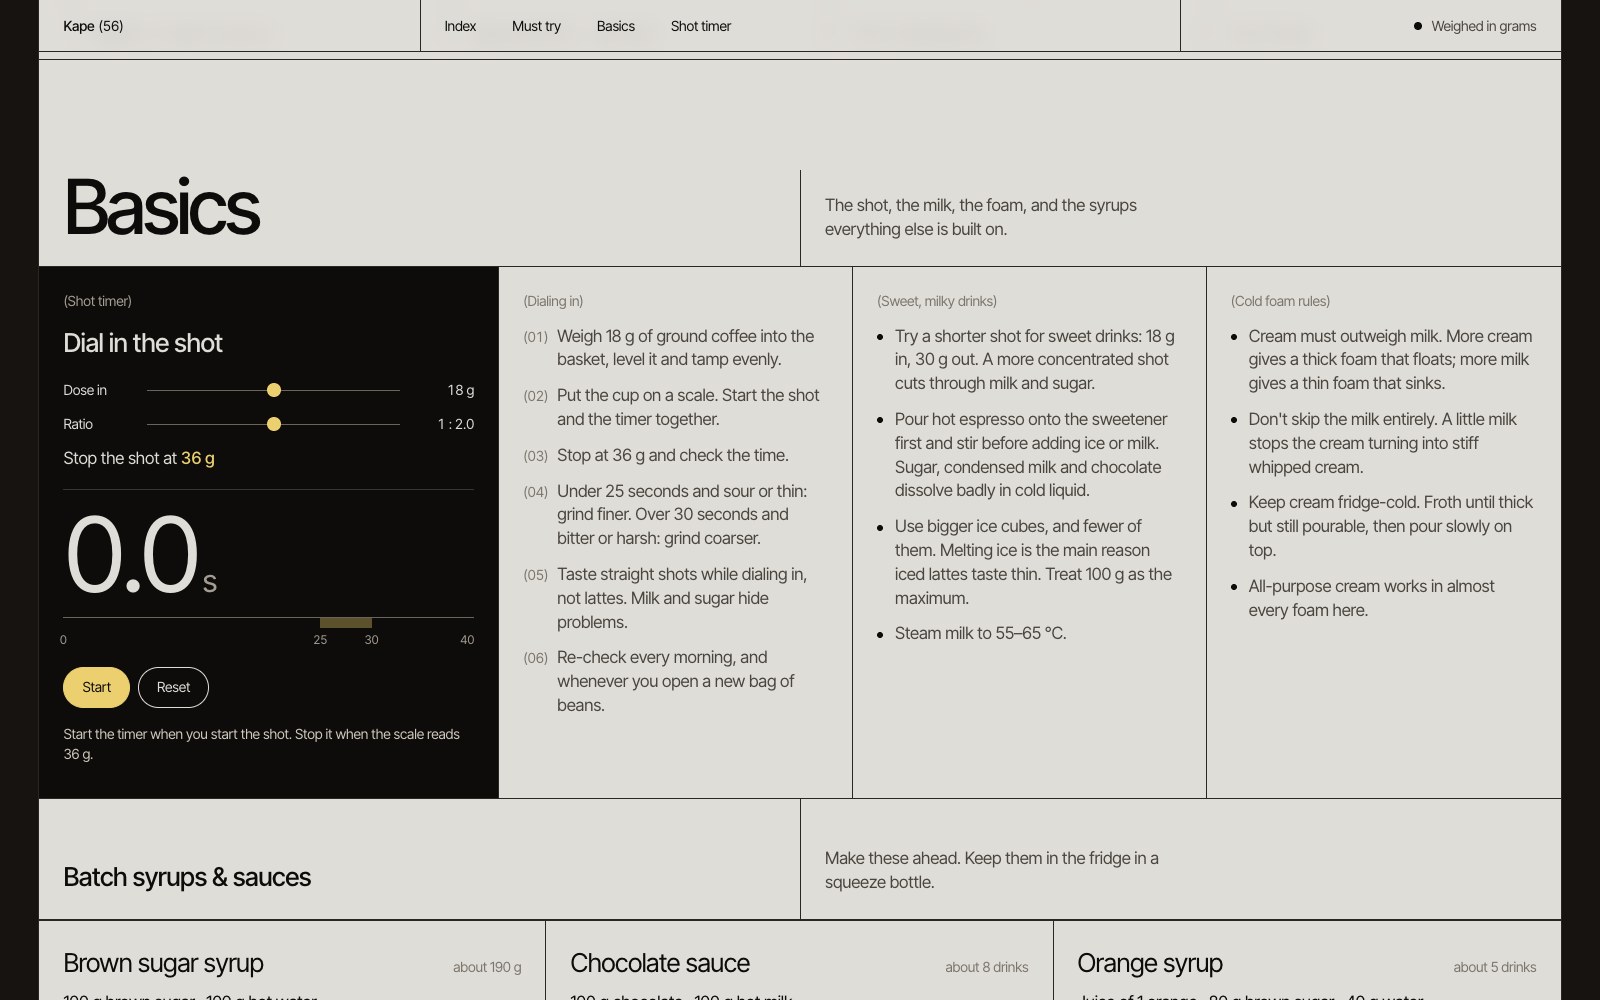 Kape (56)
Index
Must try
Basics
Shot timer
Weighed in grams
Basics
The shot, the milk, the foam, and the syrups
everything else is built on.
(Shot timer)
Dial in the shot
Dose in
18 g
Ratio
1 : 2.0
Stop the shot at 36 g
0.0 s
0
25
30
40
Start
Reset
Start the timer when you start the shot. Stop it when the scale reads
36 g.
(Dialing in)
(01) Weigh 18 g of ground coffee into the
basket, level it and tamp evenly.
(02) Put the cup on a scale. Start the shot
and the timer together.
(03) Stop at 36 g and check the time.
(04) Under 25 seconds and sour or thin:
grind finer. Over 30 seconds and
bitter or harsh: grind coarser.
(05) Taste straight shots while dialing in,
not lattes. Milk and sugar hide
problems.
(06) Re-check every morning, and
whenever you open a new bag of
beans.
(Sweet, milky drinks)
• Try a shorter shot for sweet drinks: 18 g
in, 30 g out. A more concentrated shot
cuts through milk and sugar.
• Pour hot espresso onto the sweetener
first and stir before adding ice or milk.
Sugar, condensed milk and chocolate
dissolve badly in cold liquid.
• Use bigger ice cubes, and fewer of
them. Melting ice is the main reason
iced lattes taste thin. Treat 100 g as the
maximum.
• Steam milk to 55–65 °C.
(Cold foam rules)
• Cream must outweigh milk. More cream
gives a thick foam that floats; more milk
gives a thin foam that sinks.
• Don't skip the milk entirely. A little milk
stops the cream turning into stiff
whipped cream.
• Keep cream fridge-cold. Froth until thick
but still pourable, then pour slowly on
top.
• All-purpose cream works in almost
every foam here.
Batch syrups & sauces
Make these ahead. Keep them in the fridge in a
squeeze bottle.
Brown sugar syrup
about 190 g
Chocolate sauce
about 8 drinks
Orange syrup
about 5 drinks